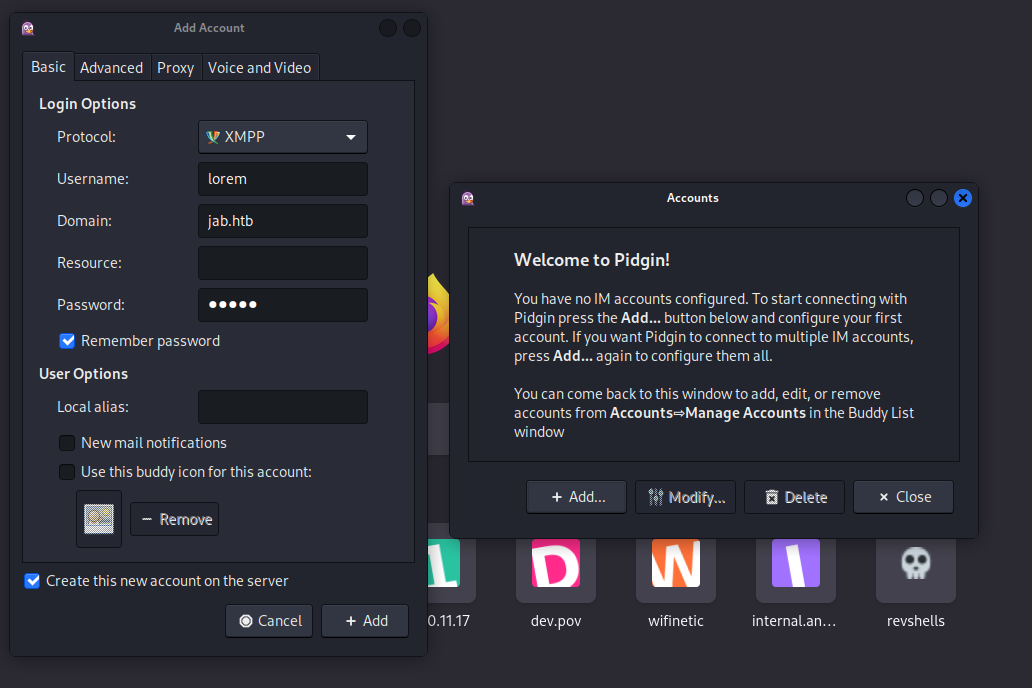 Add Account
Basic
Advanced
Proxy
Voice and Video
Login Options
Protocol:
XMPP
Username:
lorem
Domain:
jab.htb
Resource:
Password:
●●●●●
Remember password
User Options
Local alias:
New mail notifications
Use this buddy icon for this account:
Remove
Create this new account on the server
Cancel
Add
Accounts
Welcome to Pidgin!
You have no IM accounts configured. To start connecting with
Pidgin press the Add... button below and configure your first
account. If you want Pidgin to connect to multiple IM accounts,
press Add... again to configure them all.
You can come back to this window to add, edit, or remove
accounts from Accounts⇨Manage Accounts in the Buddy List
window
Add...
Modify...
Delete
Close
L
D
W
I
0.11.17
dev.pov
wifinetic
internal.an...
revshells